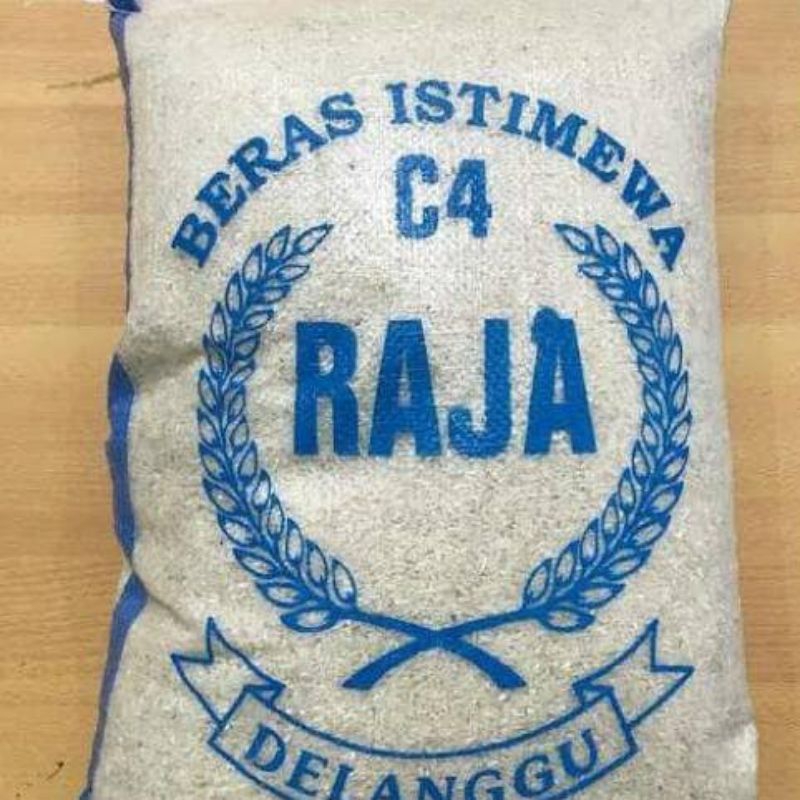 BERAS ISTIMEWA
C4
RAJA
DELANGGU